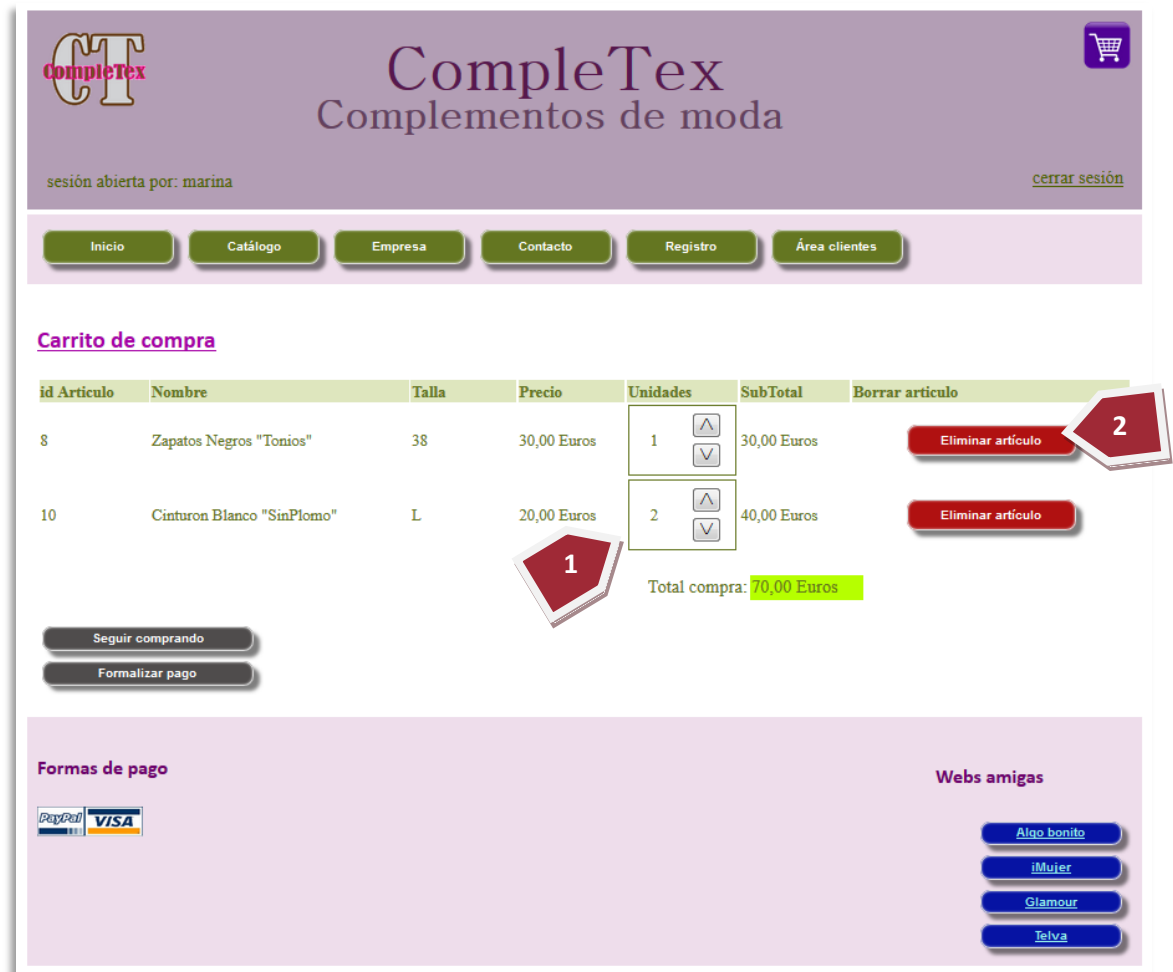 CT
CompleTex
CompleTex
Complementos de moda
sesión abierta por: marina
cerrar sesión
Inicio Catálogo Empresa Contacto Registro Área clientes
Carrito de compra
id Articulo Nombre Talla Precio Unidades SubTotal Borrar articulo
8 Zapatos Negros "Tonios" 38 30,00 Euros 1 30,00 Euros Eliminar artículo
2
10 Cinturon Blanco "SinPlomo" L 20,00 Euros 2 40,00 Euros Eliminar artículo
1
Total compra: 70,00 Euros
Seguir comprando
Formalizar pago
Formas de pago
Webs amigas
PayPal VISA
Algo bonito
iMujer
Glamour
Telva